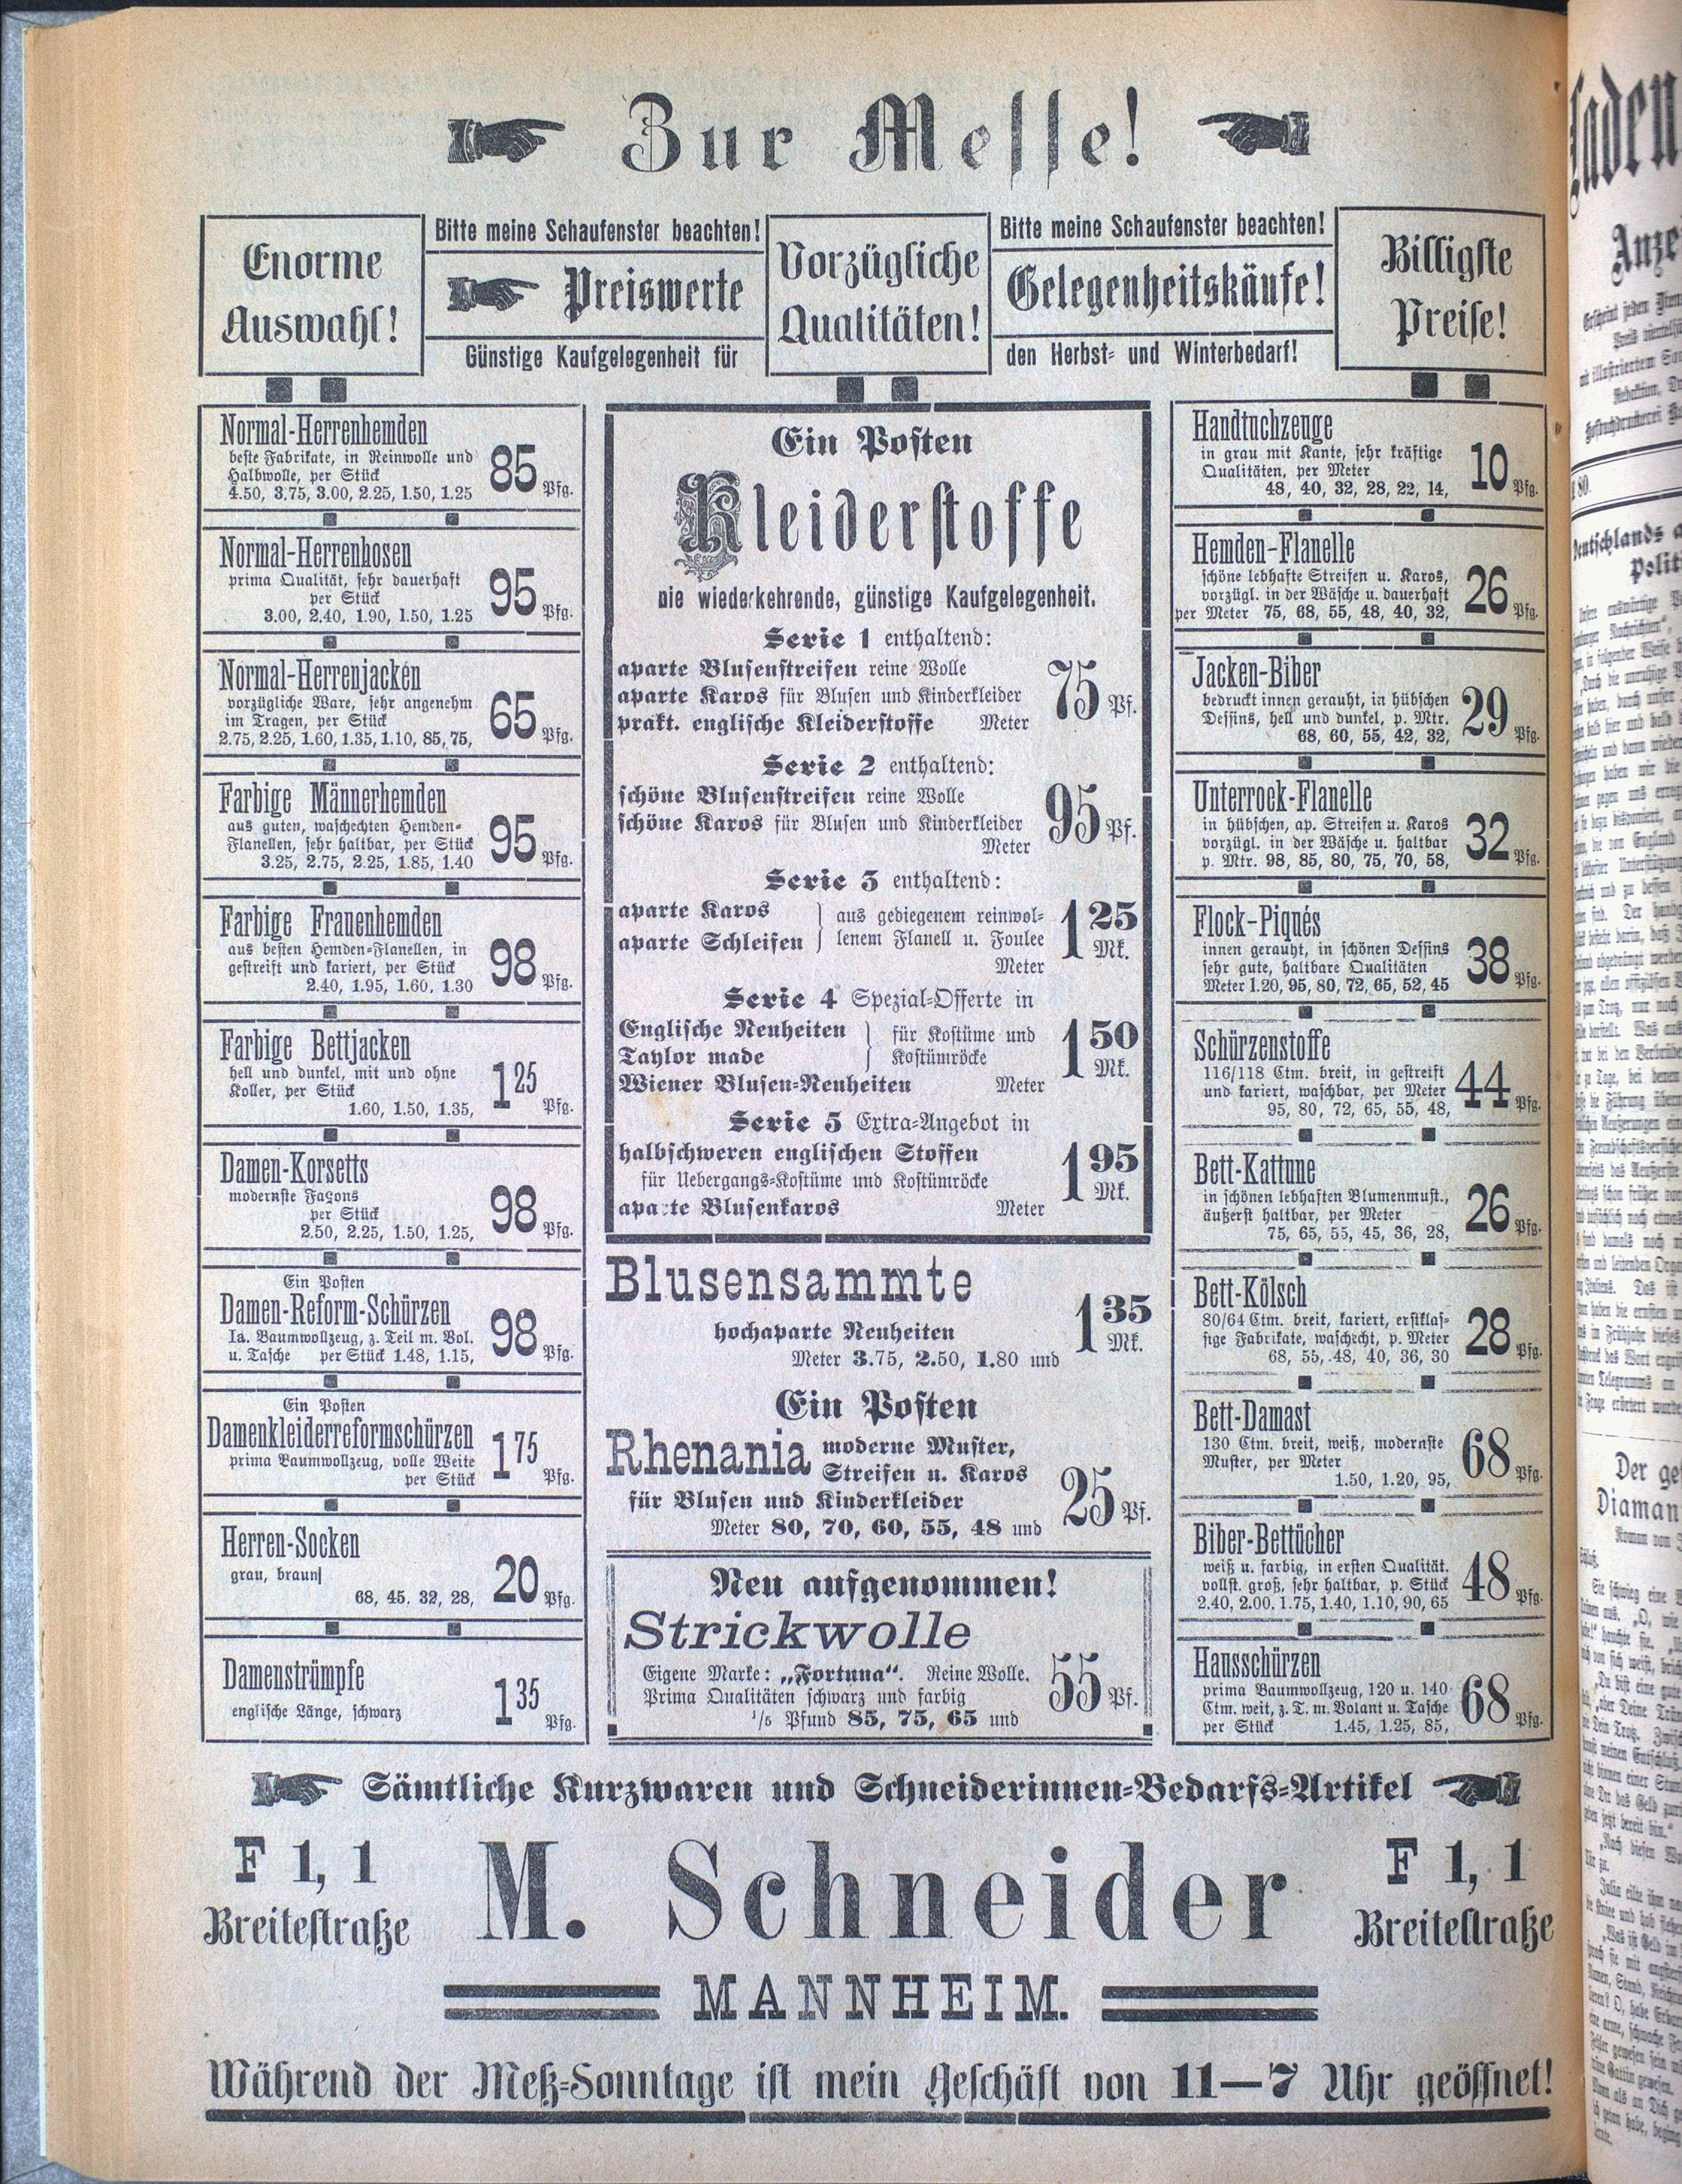 Zur Messe!
Enorme
Auswahl!
Bitte meine Schaufenster beachten!
Preiswerte
Günstige Kaufgelegenheit für
Vorzügliche
Qualitäten!
Bitte meine Schaufenster beachten!
Gelegenheitskäufe!
den Herbst- und Winterbedarf!
Billigste
Preise!
Normal-Herrenhemden
beste Fabrikate, in Reinwolle und
Halbwolle, per Stück
4.50, 3.75, 3.00, 2.25, 1.50, 1.25
85 Pfg.
Normal-Herrenhosen
prima Qualität, sehr dauerhaft
per Stück
3.00, 2.40, 1.90, 1.50, 1.25
95 Pfg.
Normal-Herrenjacken
vorzügliche Ware, sehr angenehm
im Tragen, per Stück
2.75, 2.25, 1.60, 1.35, 1.10, 85, 75,
65 Pfg.
Farbige Männerhemden
aus guten, waschechten Hemden-
Flanellen, sehr haltbar, per Stück
3.25, 2.75, 2.25, 1.85, 1.40
95 Pfg.
Farbige Frauenhemden
aus besten Hemden-Flanellen, in
gestreift und kariert, per Stück
2.40, 1.95, 1.60, 1.30
98 Pfg.
Farbige Bettjacken
hell und dunkel, mit und ohne
Koller, per Stück
1.60, 1.50, 1.35,
1 25 Pfg.
Damen-Korsetts
modernste Façons
per Stück
2.50, 2.25, 1.50, 1.25,
98 Pfg.
Ein Posten
Damen-Reform-Schürzen
Ia. Baumwollzeug, z. Teil m. Vol.
u. Tasche per Stück 1.48, 1.15,
98 Pfg.
Ein Posten
Damenkleiderreformschürzen
prima Baumwollzeug, volle Weite
per Stück
1 75 Pfg.
Herren-Socken
grau, braun
68, 45, 32, 28,
20 Pfg.
Damenstrümpfe
englische Länge, schwarz
1 35 Pfg.
Ein Posten
Kleiderstoffe
nie wiederkehrende, günstige Kaufgelegenheit.
Serie 1 enthaltend:
aparte Blusenstreifen reine Wolle
aparte Karos für Blusen und Kinderkleider
prakt. englische Kleiderstoffe Meter
75 Pf.
Serie 2 enthaltend:
schöne Blusenstreifen reine Wolle
schöne Karos für Blusen und Kinderkleider
Meter
95 Pf.
Serie 3 enthaltend:
aparte Karos
aparte Schleifen
aus gediegenem reinwol-
lenem Flanell u. Foulee
Meter
1 25 Mk.
Serie 4 Spezial-Offerte in
Englische Neuheiten
Taylor made
für Kostüme und
Kostümröcke
Wiener Blusen-Neuheiten Meter
1 50 Mk.
Serie 5 Extra-Angebot in
halbschweren englischen Stoffen
für Uebergangs-Kostüme und Kostümröcke
aparte Blusenkaros Meter
1 95 Mk.
Blusensammte
hochaparte Neuheiten
Meter 3.75, 2.50, 1.80 und
1 35 Mk.
Ein Posten
Rhenania moderne Muster,
Streifen u. Karos
für Blusen und Kinderkleider
Meter 80, 70, 60, 55, 48 und
25 Pf.
Neu aufgenommen!
Strickwolle
Eigene Marke: „Fortuna“. Reine Wolle.
Prima Qualitäten schwarz und farbig
1/5 Pfund 85, 75, 65 und
55 Pf.
Handtuchzeuge
in grau mit Kante, sehr kräftige
Qualitäten, per Meter
48, 40, 32, 28, 22, 14,
10 Pfg.
Hemden-Flanelle
schöne lebhafte Streifen u. Karos,
vorzügl. in der Wäsche u. dauerhaft
per Meter 75, 68, 55, 48, 40, 32,
26 Pfg.
Jacken-Biber
bedruckt innen gerauht, in hübschen
Dessins, hell und dunkel, p. Mtr.
68, 60, 55, 42, 32,
29 Pfg.
Unterrock-Flanelle
in hübschen, ap. Streifen u. Karos
vorzügl. in der Wäsche u. haltbar
p. Mtr. 98, 85, 80, 75, 70, 58,
32 Pfg.
Flock-Piqués
innen gerauht, in schönen Dessins
sehr gute, haltbare Qualitäten
Meter 1.20, 95, 80, 72, 65, 52, 45
38 Pfg.
Schürzenstoffe
116/118 Ctm. breit, in gestreift
und kariert, waschbar, per Meter
95, 80, 72, 65, 55, 48,
44 Pfg.
Bett-Kattune
in schönen lebhaften Blumenmust.,
äußerst haltbar, per Meter
75, 65, 55, 45, 36, 28,
26 Pfg.
Bett-Kölsch
80/64 Ctm. breit, kariert, erstklas-
sige Fabrikate, waschecht, p. Meter
68, 55, 48, 40, 36, 30
28 Pfg.
Bett-Damast
130 Ctm. breit, weiß, modernste
Muster, per Meter
1.50, 1.20, 95,
68 Pfg.
Biber-Bettücher
weiß u. farbig, in ersten Qualität.
vollst. groß, sehr haltbar, p. Stück
2.40, 2.00, 1.75, 1.40, 1.10, 90, 65
48 Pfg.
Hausschürzen
prima Baumwollzeug, 120 u. 140
Ctm. weit, z. T. m. Volant u. Tasche
per Stück 1.45, 1.25, 85,
68 Pfg.
Sämtliche Kurzwaren und Schneiderinnen-Bedarfs-Artikel
F 1, 1
Breitestraße
M. Schneider
F 1, 1
Breitestraße
MANNHEIM.
Während der Meß-Sonntage ist mein Geschäft von 11—7 Uhr geöffnet!